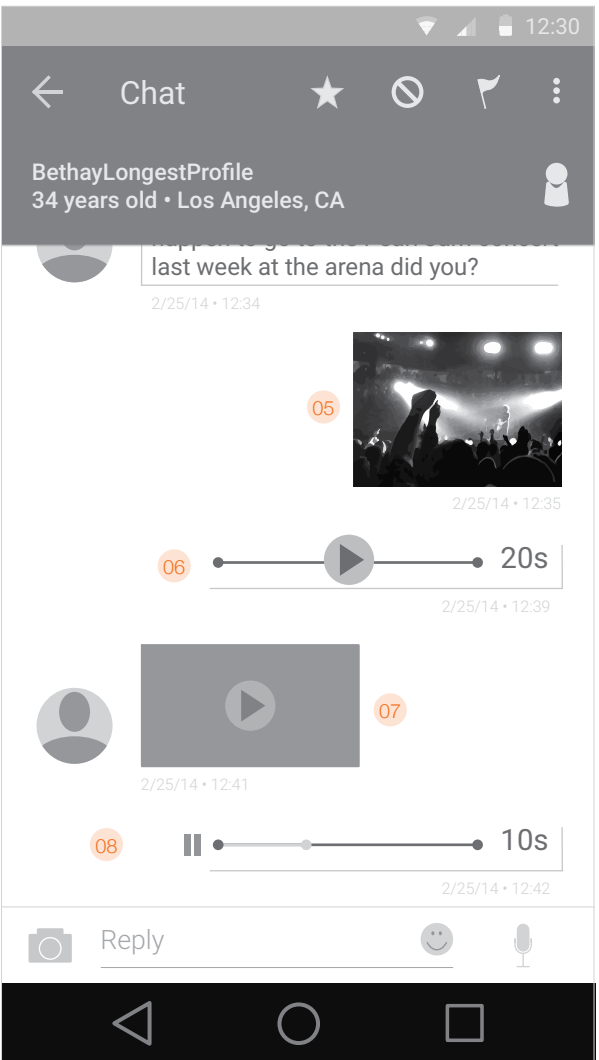 12:30
Chat
BethayLongestProfile
34 years old • Los Angeles, CA
last week at the arena did you?
2/25/14 • 12:34
05
2/25/14 • 12:35
06
20s
2/25/14 • 12:39
07
2/25/14 • 12:41
08
10s
2/25/14 • 12:42
Reply